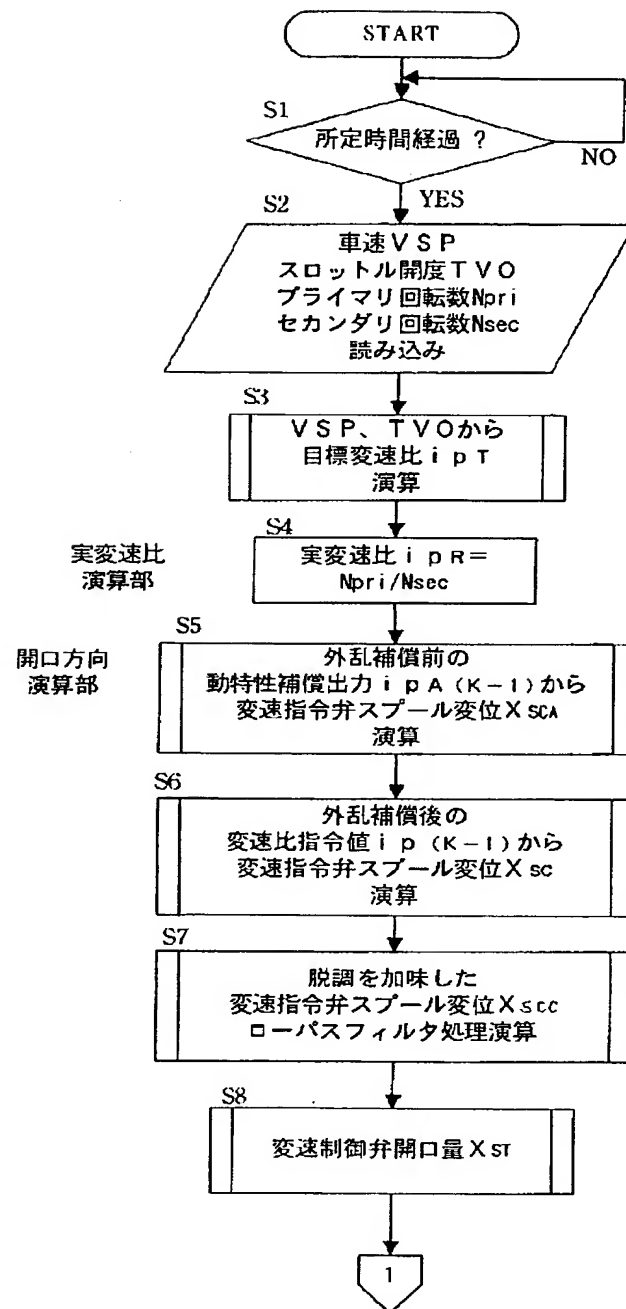 START
S1
所定時間経過 ?
NO
YES
S2
車速VSP
スロットル開度TVO
プライマリ回転数Npri
セカンダリ回転数Nsec
読み込み
S3
VSP、TVOから
目標変速比ipT
演算
実変速比
演算部
S4
実変速比ipR=
Npri/Nsec
開口方向
演算部
S5
外乱補償前の
動特性補償出力ipA(K-1)から
変速指令弁スプール変位XSCA
演算
S6
外乱補償後の
変速比指令値ip(K-1)から
変速指令弁スプール変位Xsc
演算
S7
脱調を加味した
変速指令弁スプール変位Xscc
ローパスフィルタ処理演算
S8
変速制御弁開口量XST
1